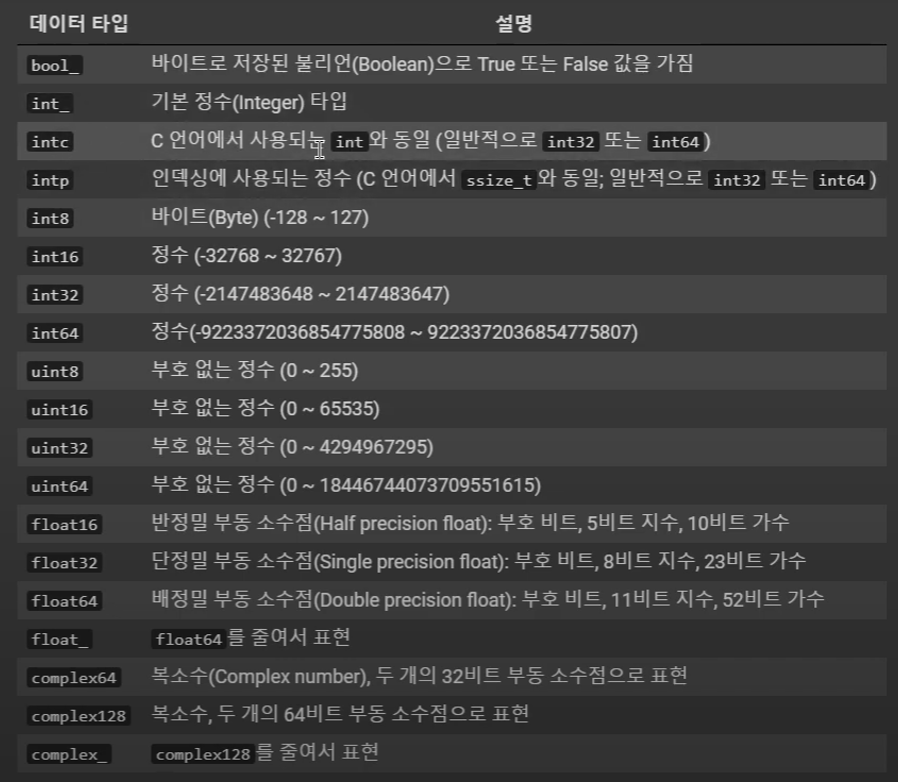 데이터 타입 설명
bool_ 바이트로 저장된 불리언(Boolean)으로 True 또는 False 값을 가짐
int_ 기본 정수(Integer) 타입
intc C 언어에서 사용되는 int와 동일 (일반적으로 int32 또는 int64)
intp 인덱싱에 사용되는 정수 (C 언어에서 ssize_t와 동일; 일반적으로 int32 또는 int64)
int8 바이트(Byte) (-128 ~ 127)
int16 정수 (-32768 ~ 32767)
int32 정수 (-2147483648 ~ 2147483647)
int64 정수(-9223372036854775808 ~ 9223372036854775807)
uint8 부호 없는 정수 (0 ~ 255)
uint16 부호 없는 정수 (0 ~ 65535)
uint32 부호 없는 정수 (0 ~ 4294967295)
uint64 부호 없는 정수 (0 ~ 18446744073709551615)
float16 반정밀 부동 소수점(Half precision float): 부호 비트, 5비트 지수, 10비트 가수
float32 단정밀 부동 소수점(Single precision float): 부호 비트, 8비트 지수, 23비트 가수
float64 배정밀 부동 소수점(Double precision float): 부호 비트, 11비트 지수, 52비트 가수
float_ float64를 줄여서 표현
complex64 복소수(Complex number), 두 개의 32비트 부동 소수점으로 표현
complex128 복소수, 두 개의 64비트 부동 소수점으로 표현
complex_ complex128를 줄여서 표현